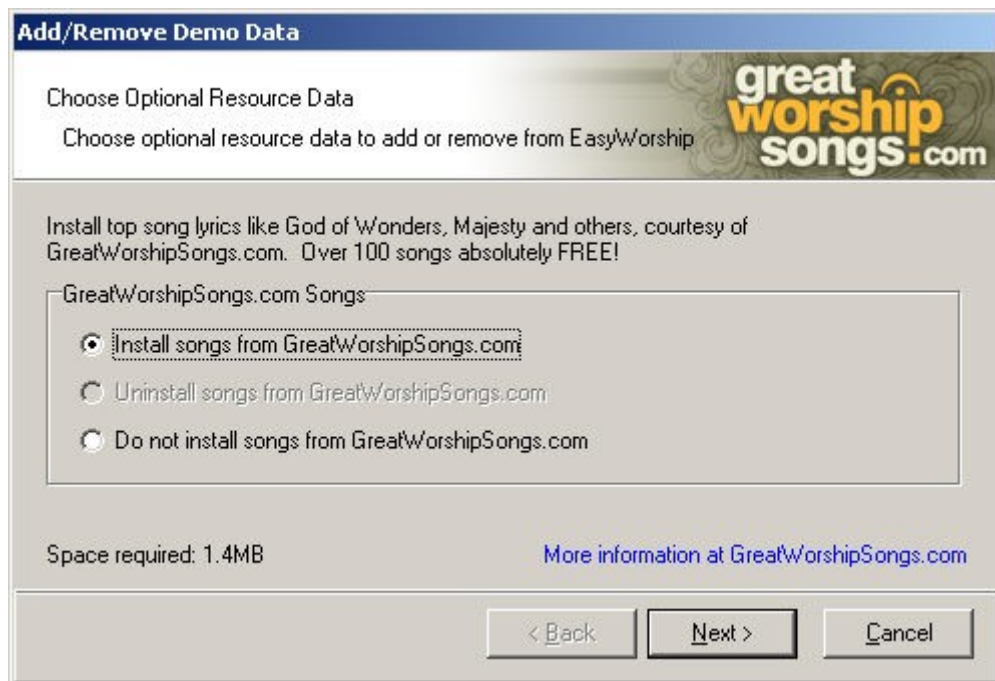 Add/Remove Demo Data
Choose Optional Resource Data
Choose optional resource data to add or remove from EasyWorship
great
worship
songs.com
Install top song lyrics like God of Wonders, Majesty and others, courtesy of
GreatWorshipSongs.com.  Over 100 songs absolutely FREE!
GreatWorshipSongs.com Songs
Install songs from GreatWorshipSongs.com
Uninstall songs from GreatWorshipSongs.com
Do not install songs from GreatWorshipSongs.com
Space required: 1.4MB
More information at GreatWorshipSongs.com
< Back
Next >
Cancel